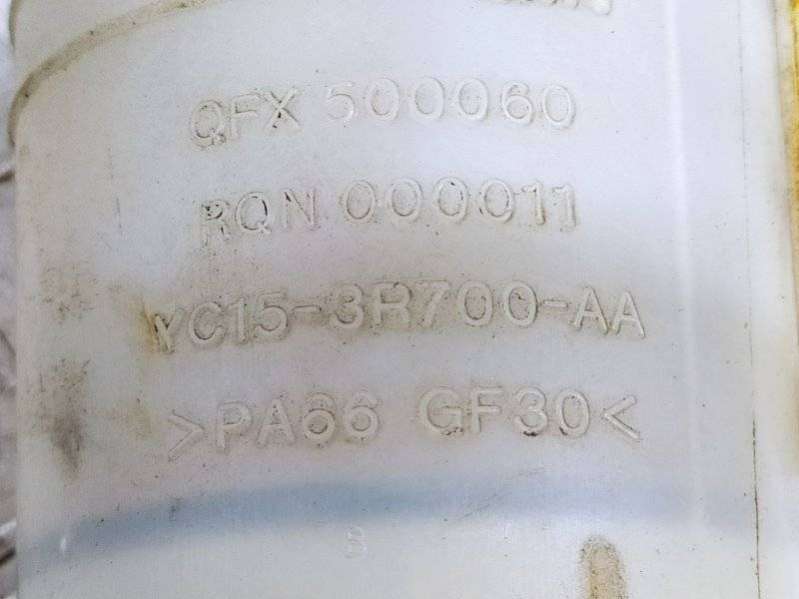 QFX 500060
RQN 000011
YC15-3R700-AA
>PA66 GF30<